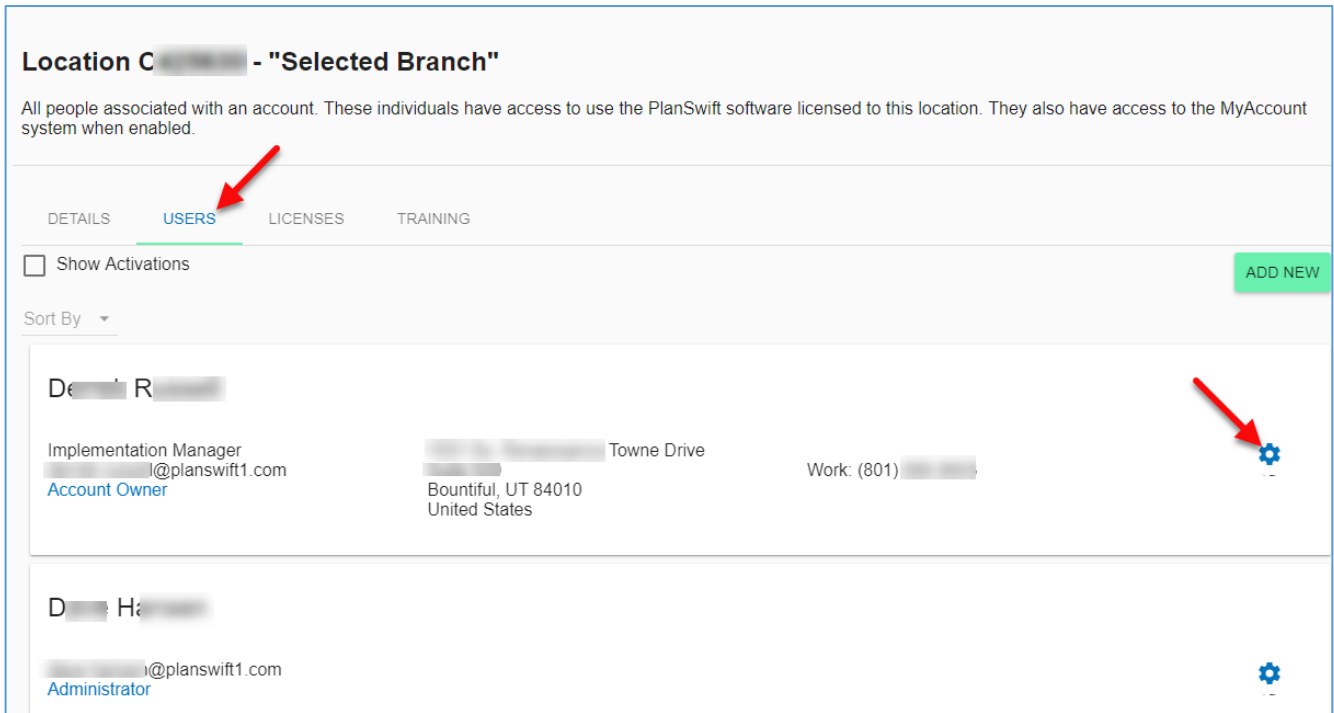 Location C - "Selected Branch"
All people associated with an account. These individuals have access to use the PlanSwift software licensed to this location. They also have access to the MyAccount
system when enabled.
DETAILS USERS LICENSES TRAINING
Show Activations
ADD NEW
Sort By
De R
Implementation Manager
l@planswift1.com
Account Owner
Towne Drive
Bountiful, UT 84010
United States
Work: (801)
D Ha
@planswift1.com
Administrator